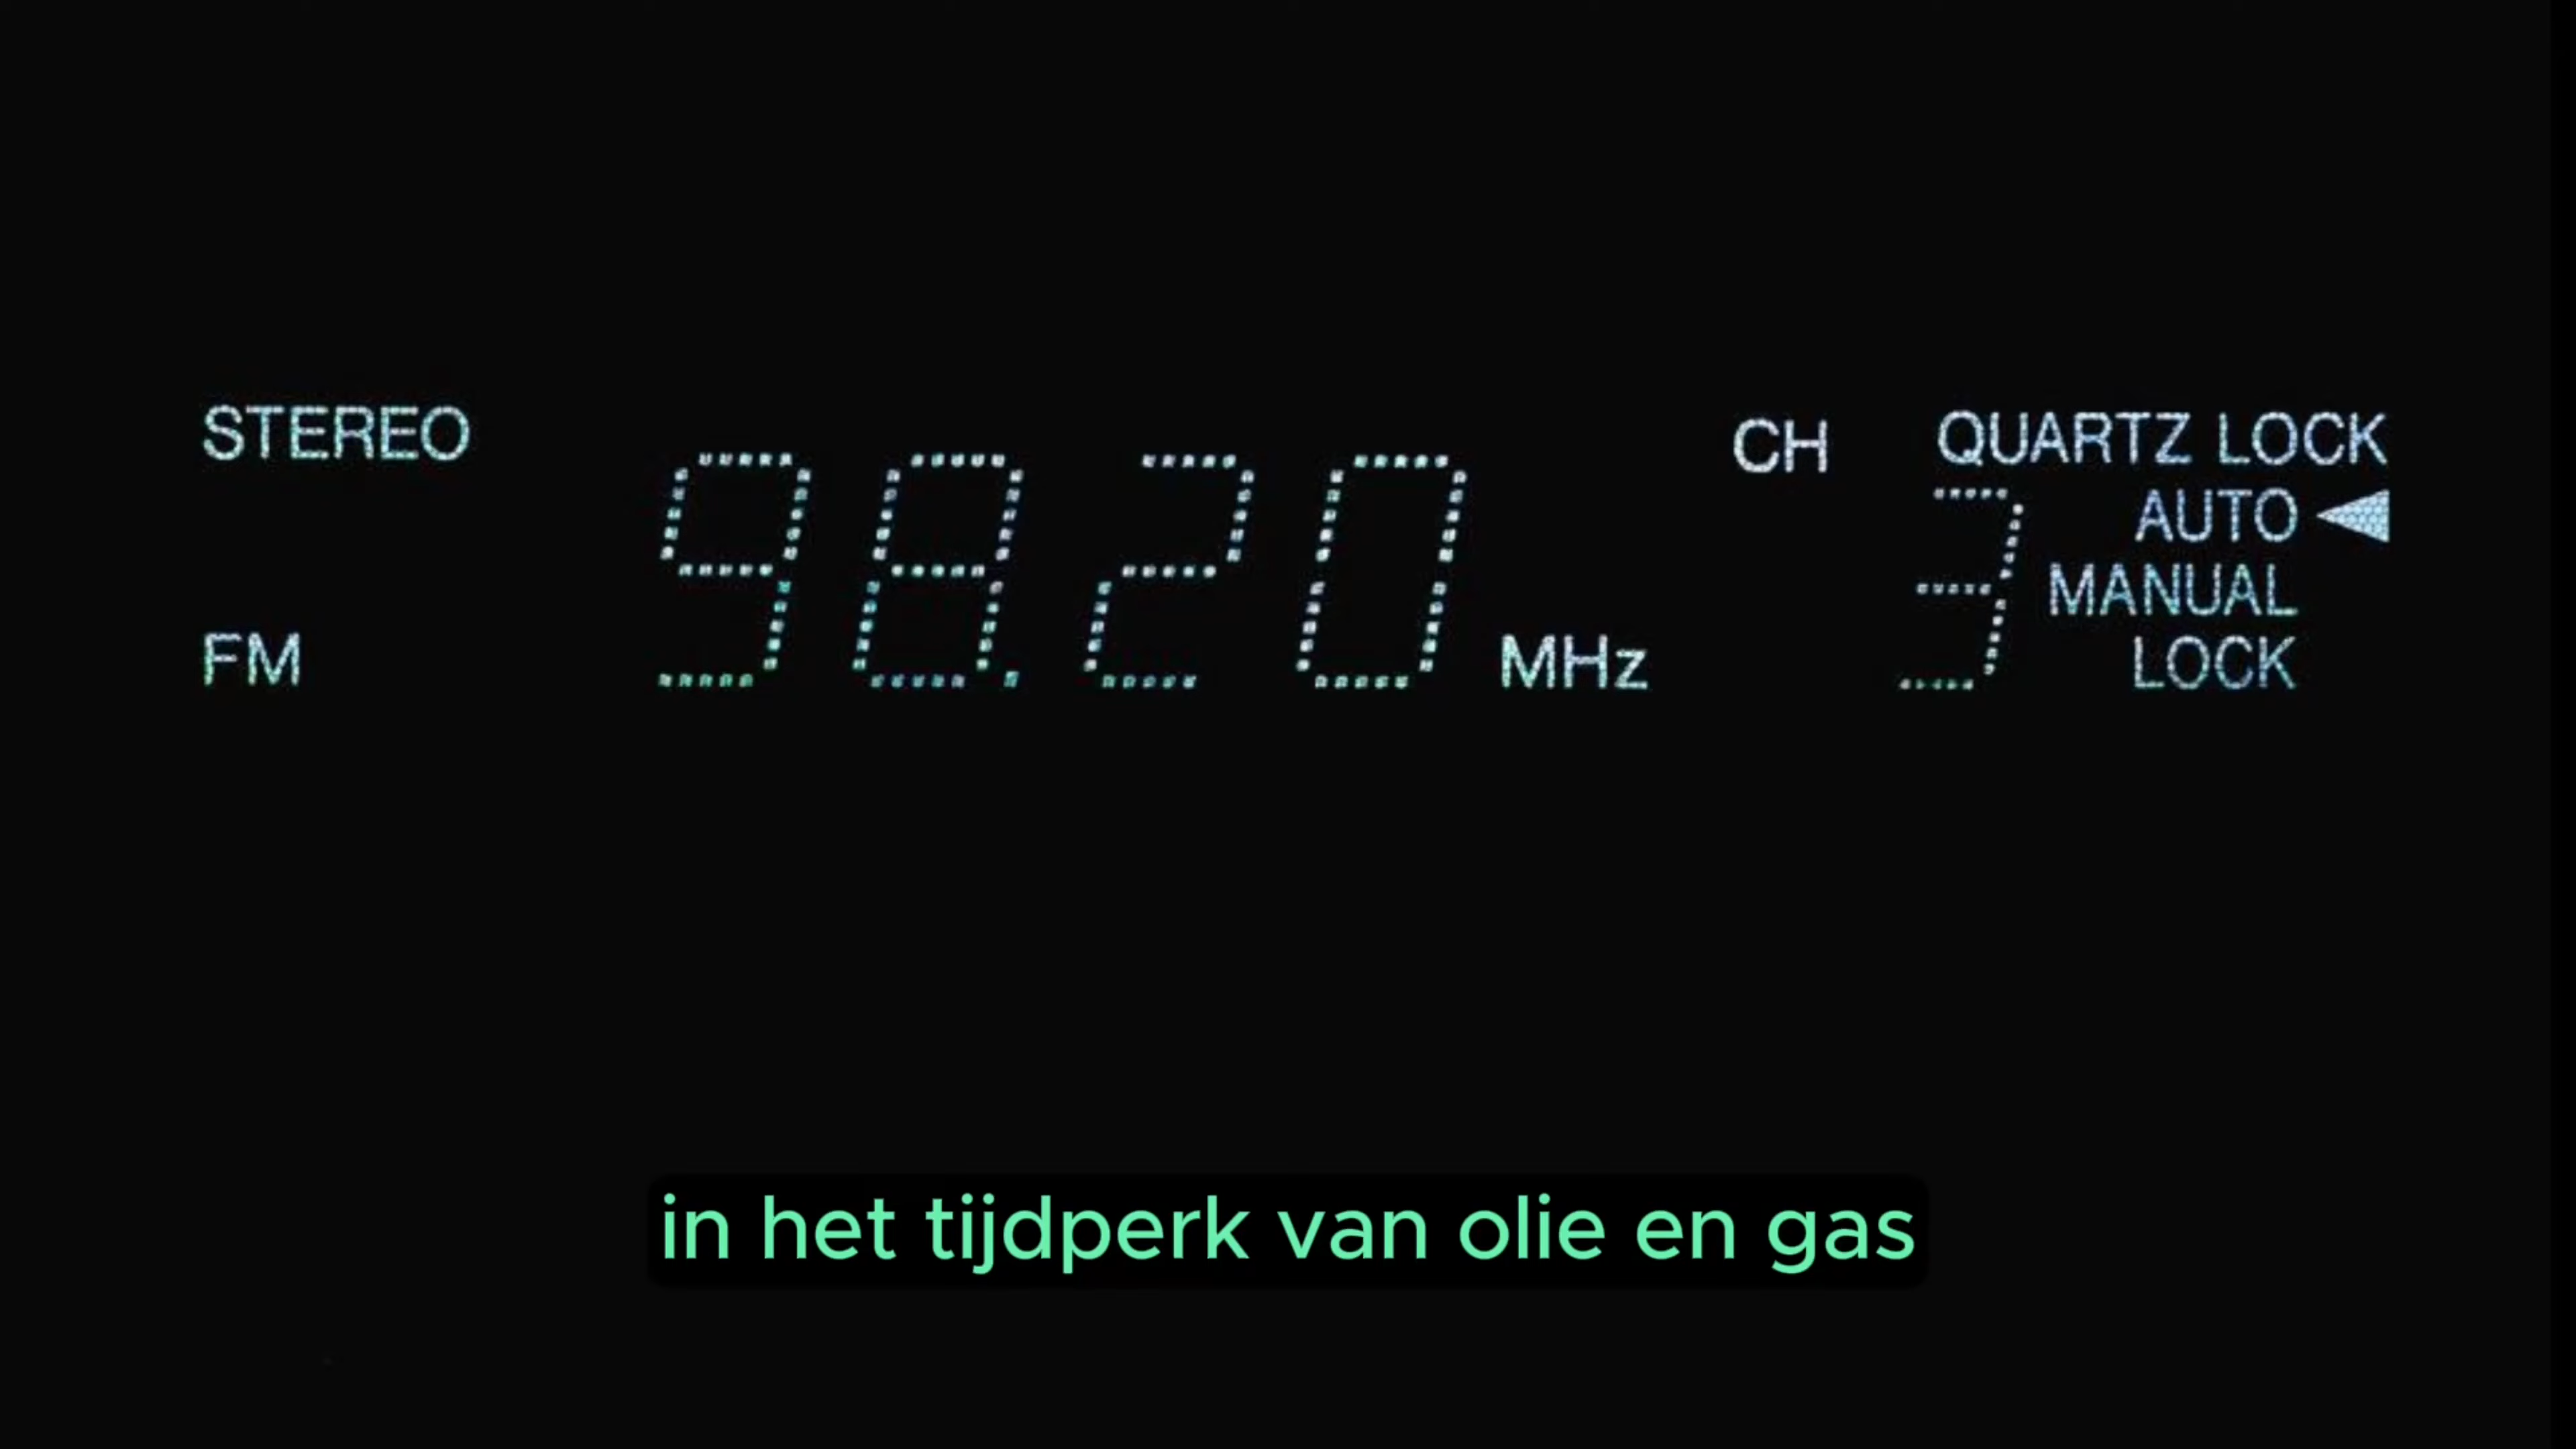 STEREO
FM
98.20 MHz
CH 3
QUARTZ LOCK
AUTO
MANUAL
LOCK
in het tijdperk van olie en gas